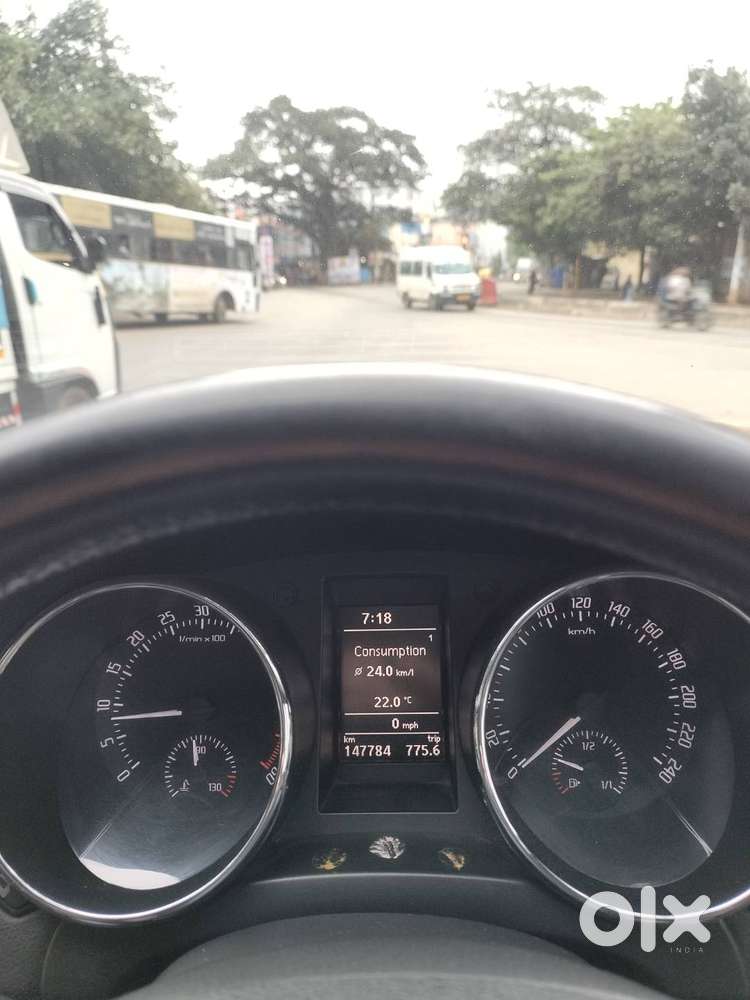 7:18
1
Consumption
ø 24.0 km/l
22.0 °C
0 mph
km trip
147784 775.6
0
5
10
15
20
25
30
l/min x 100
60
90
130
0
20
100
120
140
160
180
200
220
240
km/h
1/2
1/1
olx
INDIA